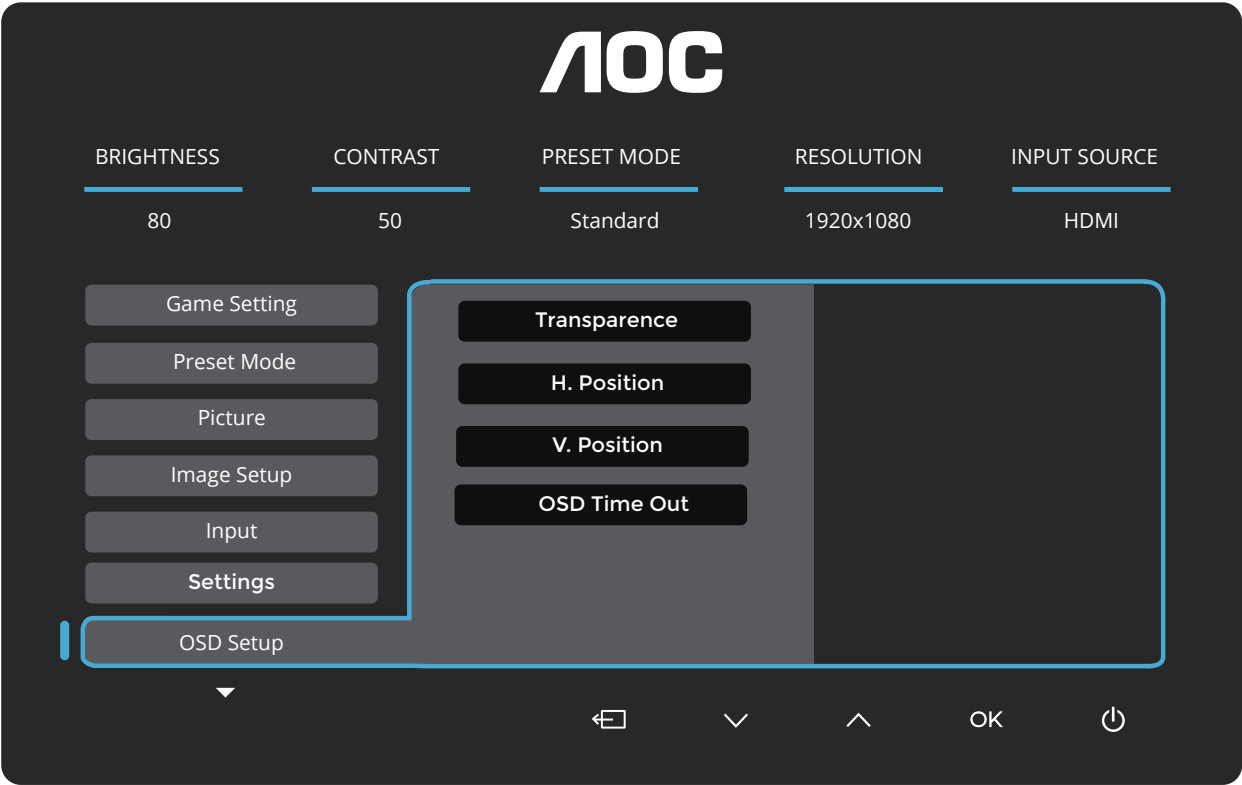 AOC
BRIGHTNESS CONTRAST PRESET MODE RESOLUTION INPUT SOURCE
80 50 Standard 1920x1080 HDMI
Game Setting
Transparence
Preset Mode
H. Position
Picture
V. Position
Image Setup
OSD Time Out
Input
Settings
OSD Setup
OK